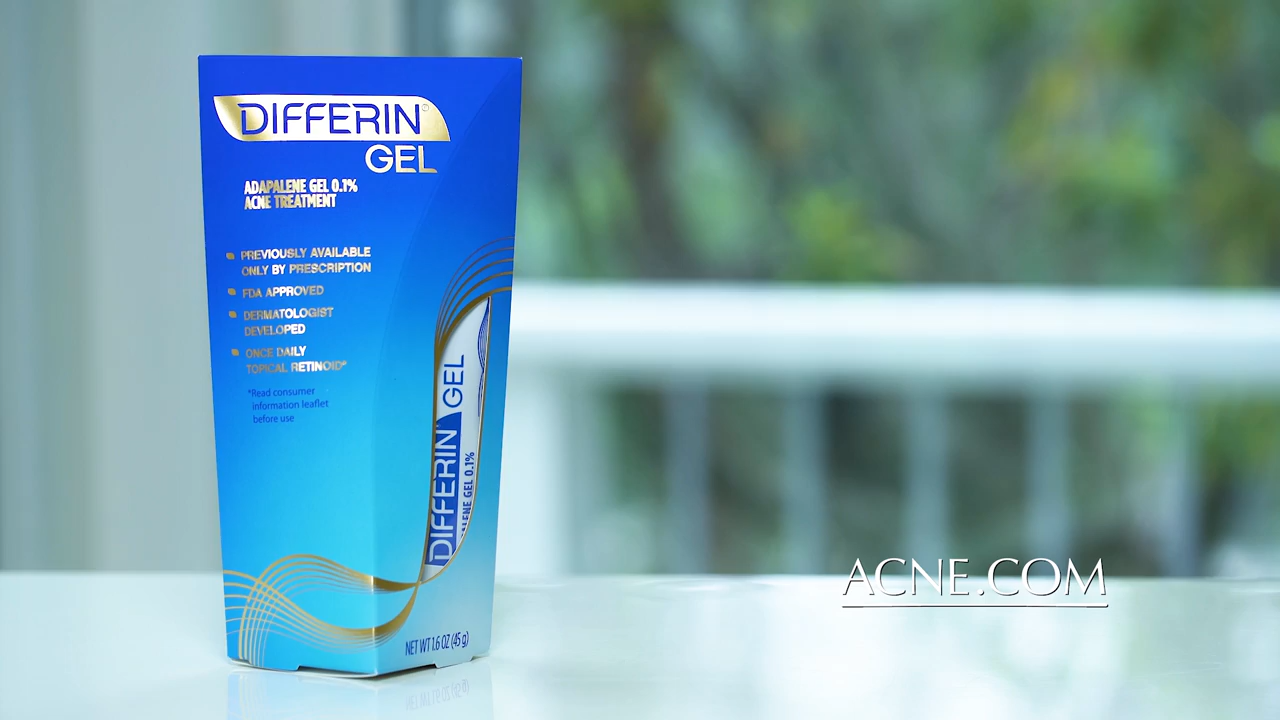 DIFFERIN®
GEL
ADAPALENE GEL 0.1%
ACNE TREATMENT
PREVIOUSLY AVAILABLE
ONLY BY PRESCRIPTION
FDA APPROVED
DERMATOLOGIST
DEVELOPED
ONCE DAILY
TOPICAL RETINOID*
*Read consumer
information leaflet
before use
DIFFERIN GEL
GEL 0.1%
NET WT 1.6 OZ (45 g)
ACNE.COM